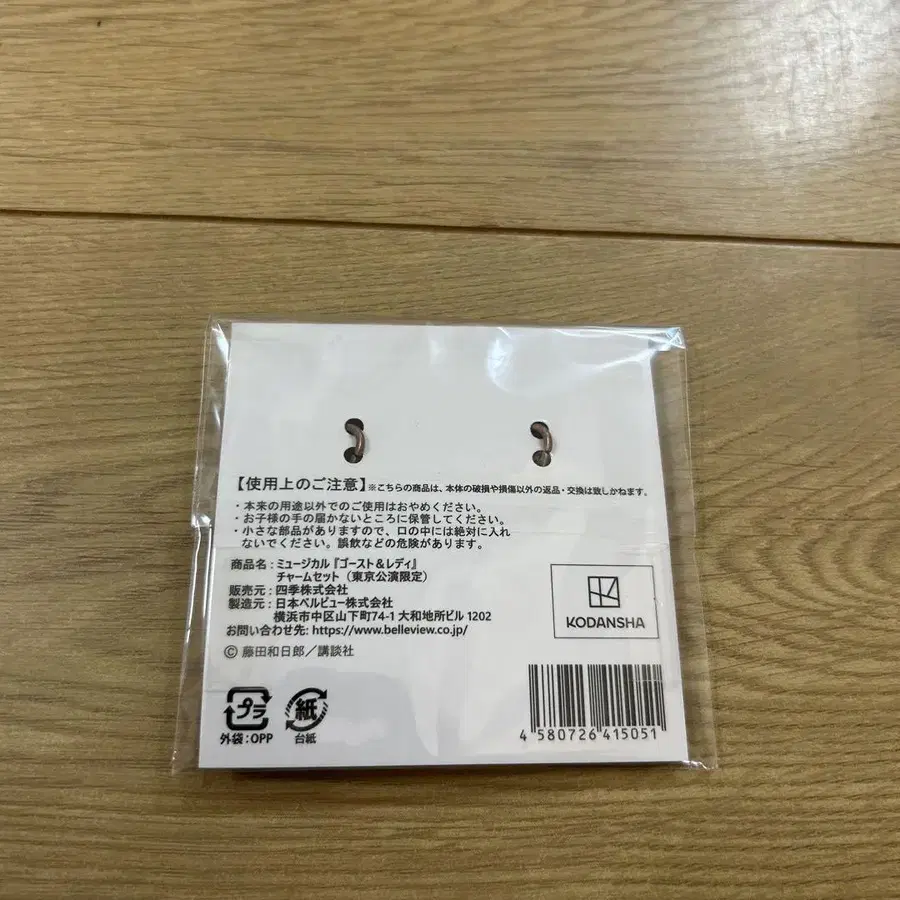 【使用上のご注意】※こちらの商品は、本体の破損や損傷以外の返品・交換は致しかねます。
・本来の用途以外でのご使用はおやめください。
・お子様の手の届かないところに保管してください。
・小さな部品がありますので、口の中には絶対に入れ
ないでください。誤飲などの危険があります。
商品名：ミュージカル『ゴースト＆レディ』
チャームセット（東京公演限定）
販売元：四季株式会社
製造元：日本ベルビュー株式会社
横浜市中区山下町74-1 大和地所ビル 1202
お問い合わせ先: https://www.belleview.co.jp/
© 藤田和日郎／講談社
KODANSHA
プラ
外袋：OPP
紙
台紙
4 580726 415051